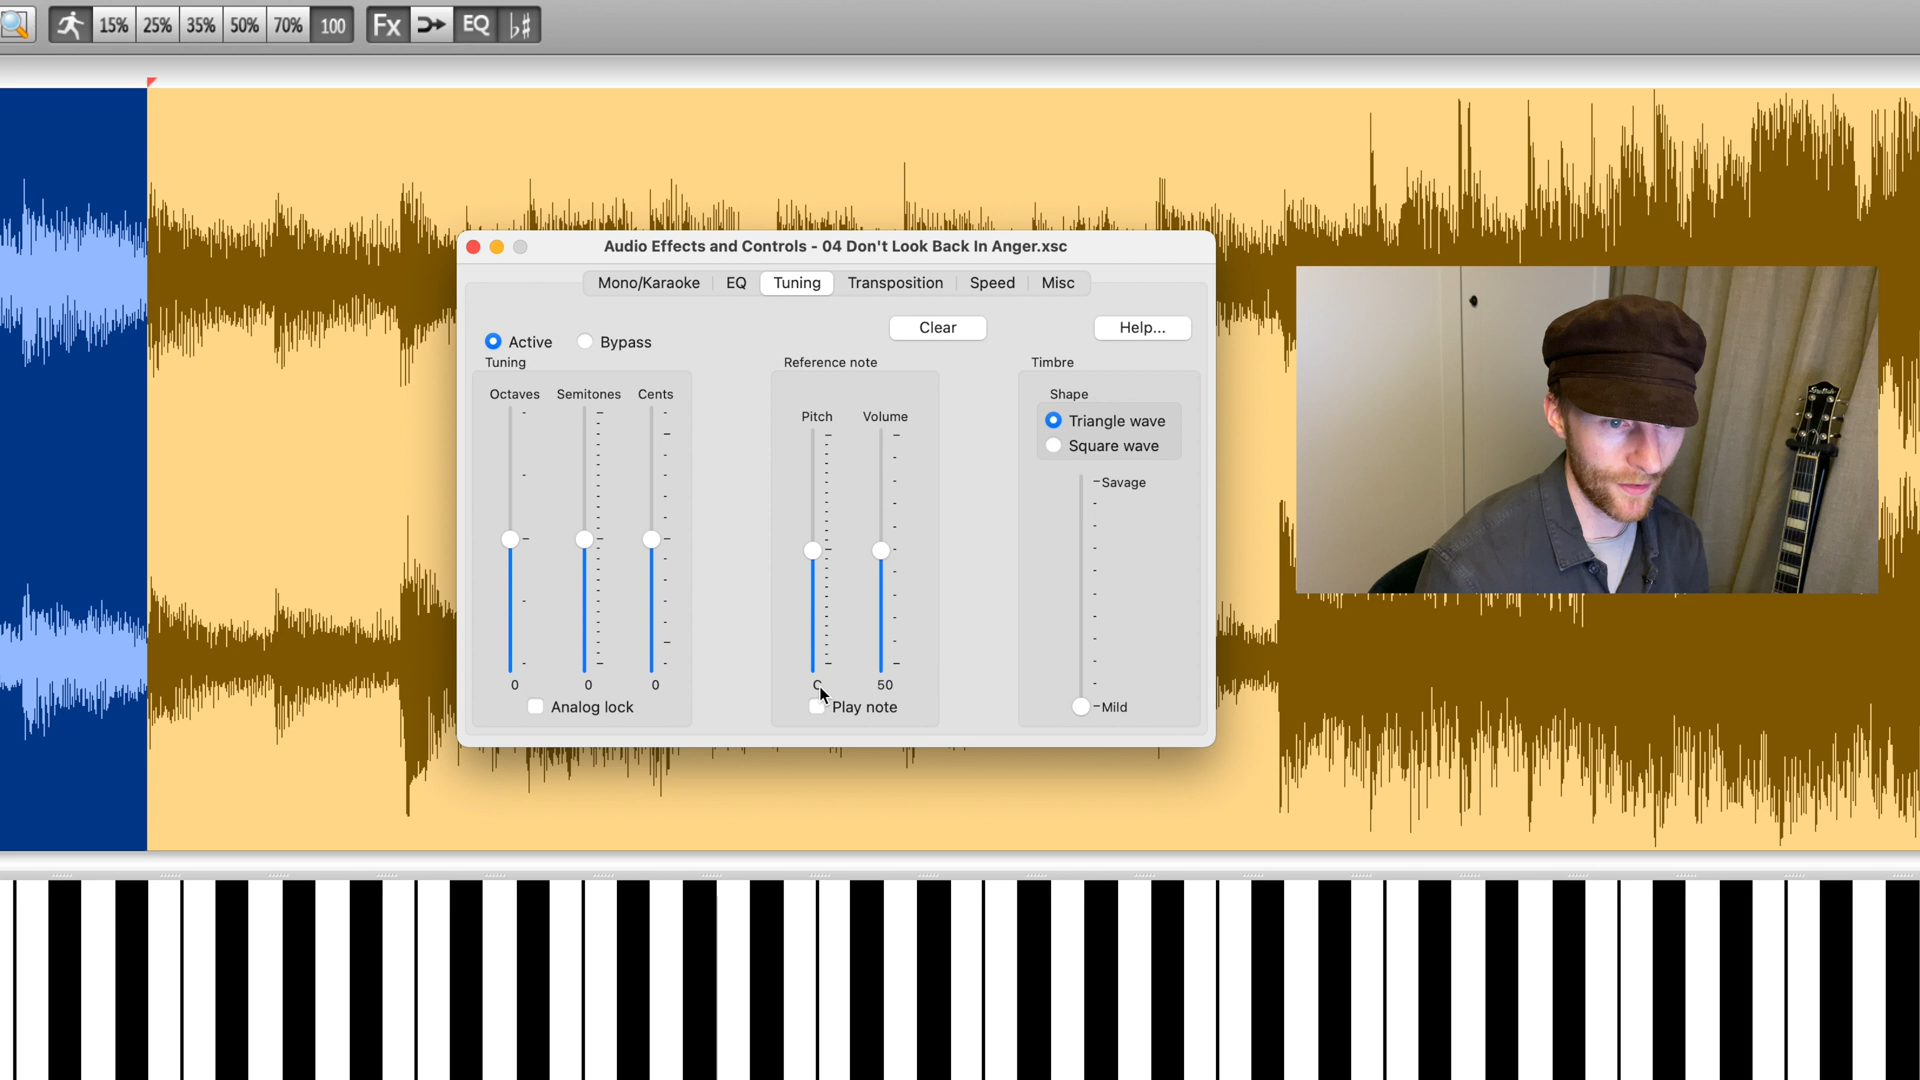 15% 25% 35% 50% 70% 100 Fx EQ ♭♯
Audio Effects and Controls - 04 Don't Look Back In Anger.xsc
Mono/Karaoke EQ Tuning Transposition Speed Misc
Clear Help...
Active Bypass
Tuning Reference note Timbre
Octaves Semitones Cents Shape
Pitch Volume Triangle wave
Square wave
Savage
0 0 0 50
Analog lock Play note Mild